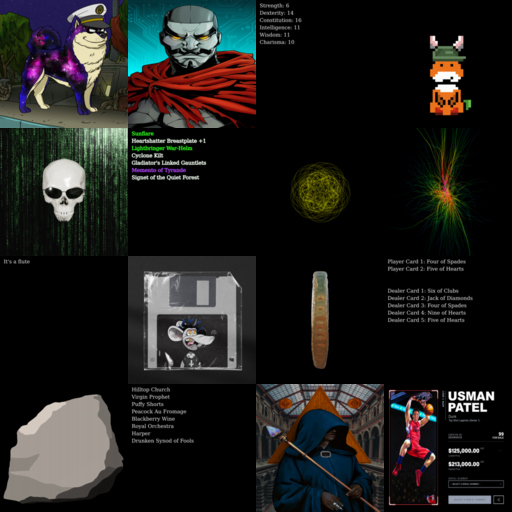 Strength: 6
Dexterity: 14
Constitution: 16
Intelligence: 11
Wisdom: 11
Charisma: 10
Sunflare
Heartshatter Breastplate +1
Lightbringer War-Helm
Cyclone Kilt
Gladiator's Linked Gauntlets
Memento of Tyrande
Signet of the Quiet Forest
It's a flute
Player Card 1: Four of Spades
Player Card 2: Five of Hearts
Dealer Card 1: Six of Clubs
Dealer Card 2: Jack of Diamonds
Dealer Card 3: Four of Spades
Dealer Card 4: Nine of Hearts
Dealer Card 5: Five of Hearts
Hilltop Church
Virgin Prophet
Puffy Shorts
Peacock Au Fromage
Blackberry Wine
Royal Orchestra
Harper
Drunken Synod of Fools
USMAN
PATEL
99
$125,000.00
$213,000.00